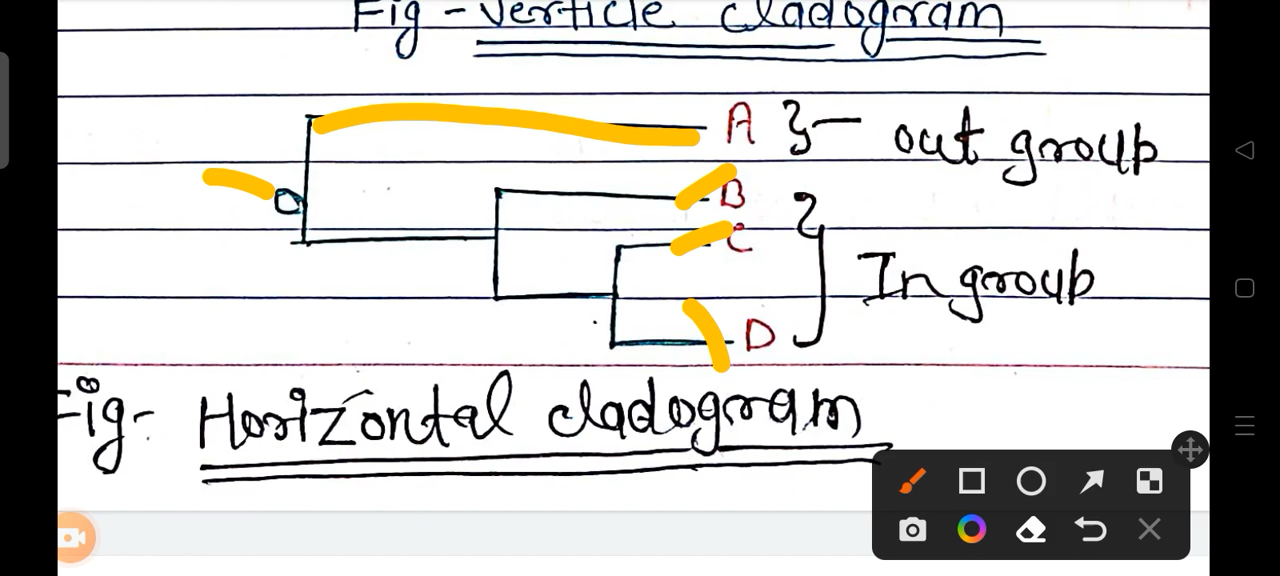 Fig - Verticle cladogram
A } - out group
B
C
In group
D
Fig - Horizontal cladogram